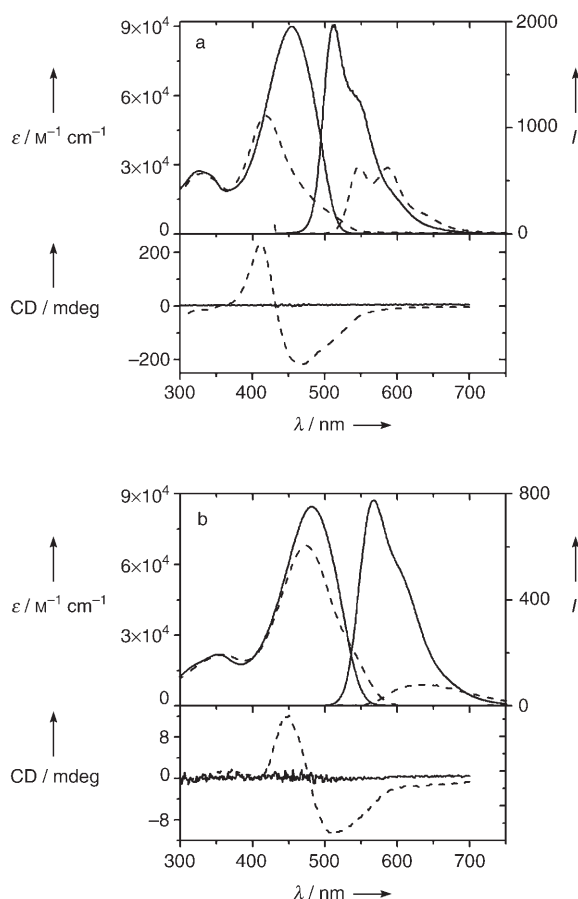 a
9×10⁴
6×10⁴
3×10⁴
0
ε / M⁻¹ cm⁻¹
2000
1000
0
I
200
0
−200
CD / mdeg
300 400 500 600 700
λ / nm
b
9×10⁴
6×10⁴
3×10⁴
0
ε / M⁻¹ cm⁻¹
800
400
0
I
8
0
−8
CD / mdeg
300 400 500 600 700
λ / nm